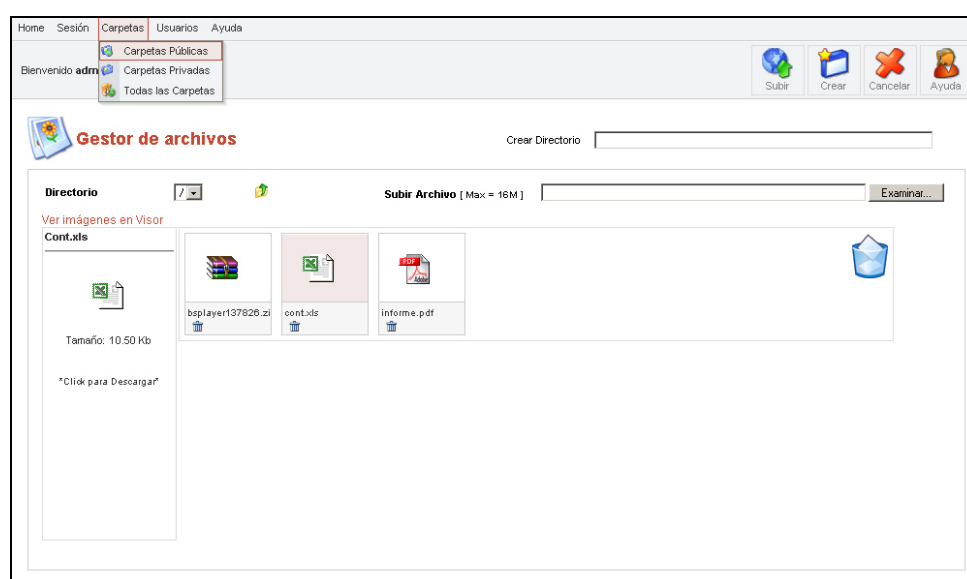 Home Sesión Carpetas Usuarios Ayuda
Carpetas Públicas
Bienvenido adm Carpetas Privadas
Todas las Carpetas
Subir Crear Cancelar Ayuda
Gestor de archivos
Crear Directorio
Directorio / Subir Archivo [ Max = 16M ] Examinar...
Ver imágenes en Visor
Cont.xls
bsplayer137826.zi cont.xls informe.pdf
PDF
Adobe
Tamaño: 10.50 Kb
"Click para Descargar"